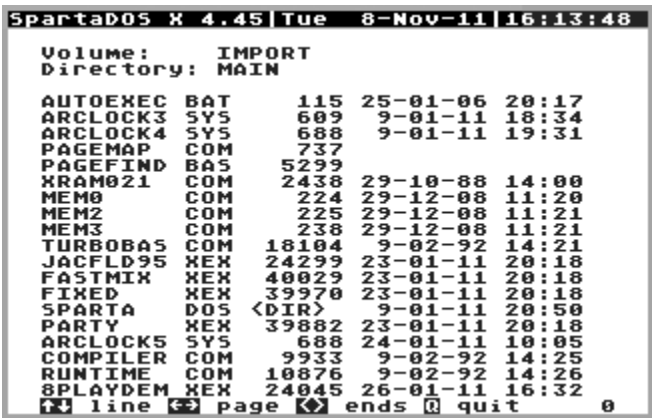 SpartaDOS X 4.45|Tue  8-Nov-11|16:13:48
Volume:    IMPORT
Directory: MAIN
AUTOEXEC BAT    115 25-01-06 20:17
ARCLOCK3 SYS    609  9-01-11 18:34
ARCLOCK4 SYS    688  9-01-11 19:31
PAGEMAP  COM    737
PAGEFIND BAS   5299
XRAM021  COM   2438 29-10-88 14:00
MEM0     COM    224 29-12-08 11:20
MEM2     COM    225 29-12-08 11:21
MEM3     COM    238 29-12-08 11:21
TURBOBAS COM  18104  9-02-92 14:21
JACFLD95 XEX  24299 23-01-11 20:18
FASTMIX  XEX  40029 23-01-11 20:18
FIXED    XEX  39970 23-01-11 20:18
SPARTA   DOS <DIR>   9-01-11 20:50
PARTY    XEX  39882 23-01-11 20:18
ARCLOCK5 SYS    688 24-01-11 10:05
COMPILER COM   9933  9-02-92 14:25
RUNTIME  COM  10876  9-02-92 14:26
8PLAYDEM XEX  24045 26-01-11 16:32
↑↓ line ←→ page <> ends Q quit      0